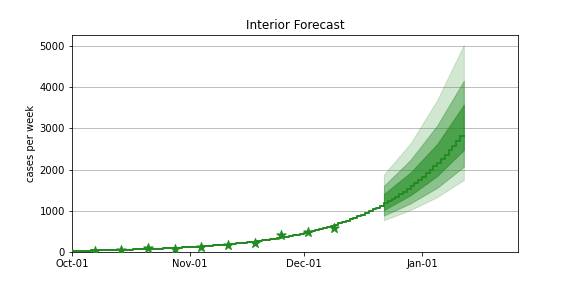 Interior Forecast
cases per week
5000
4000
3000
2000
1000
0
Oct-01
Nov-01
Dec-01
Jan-01